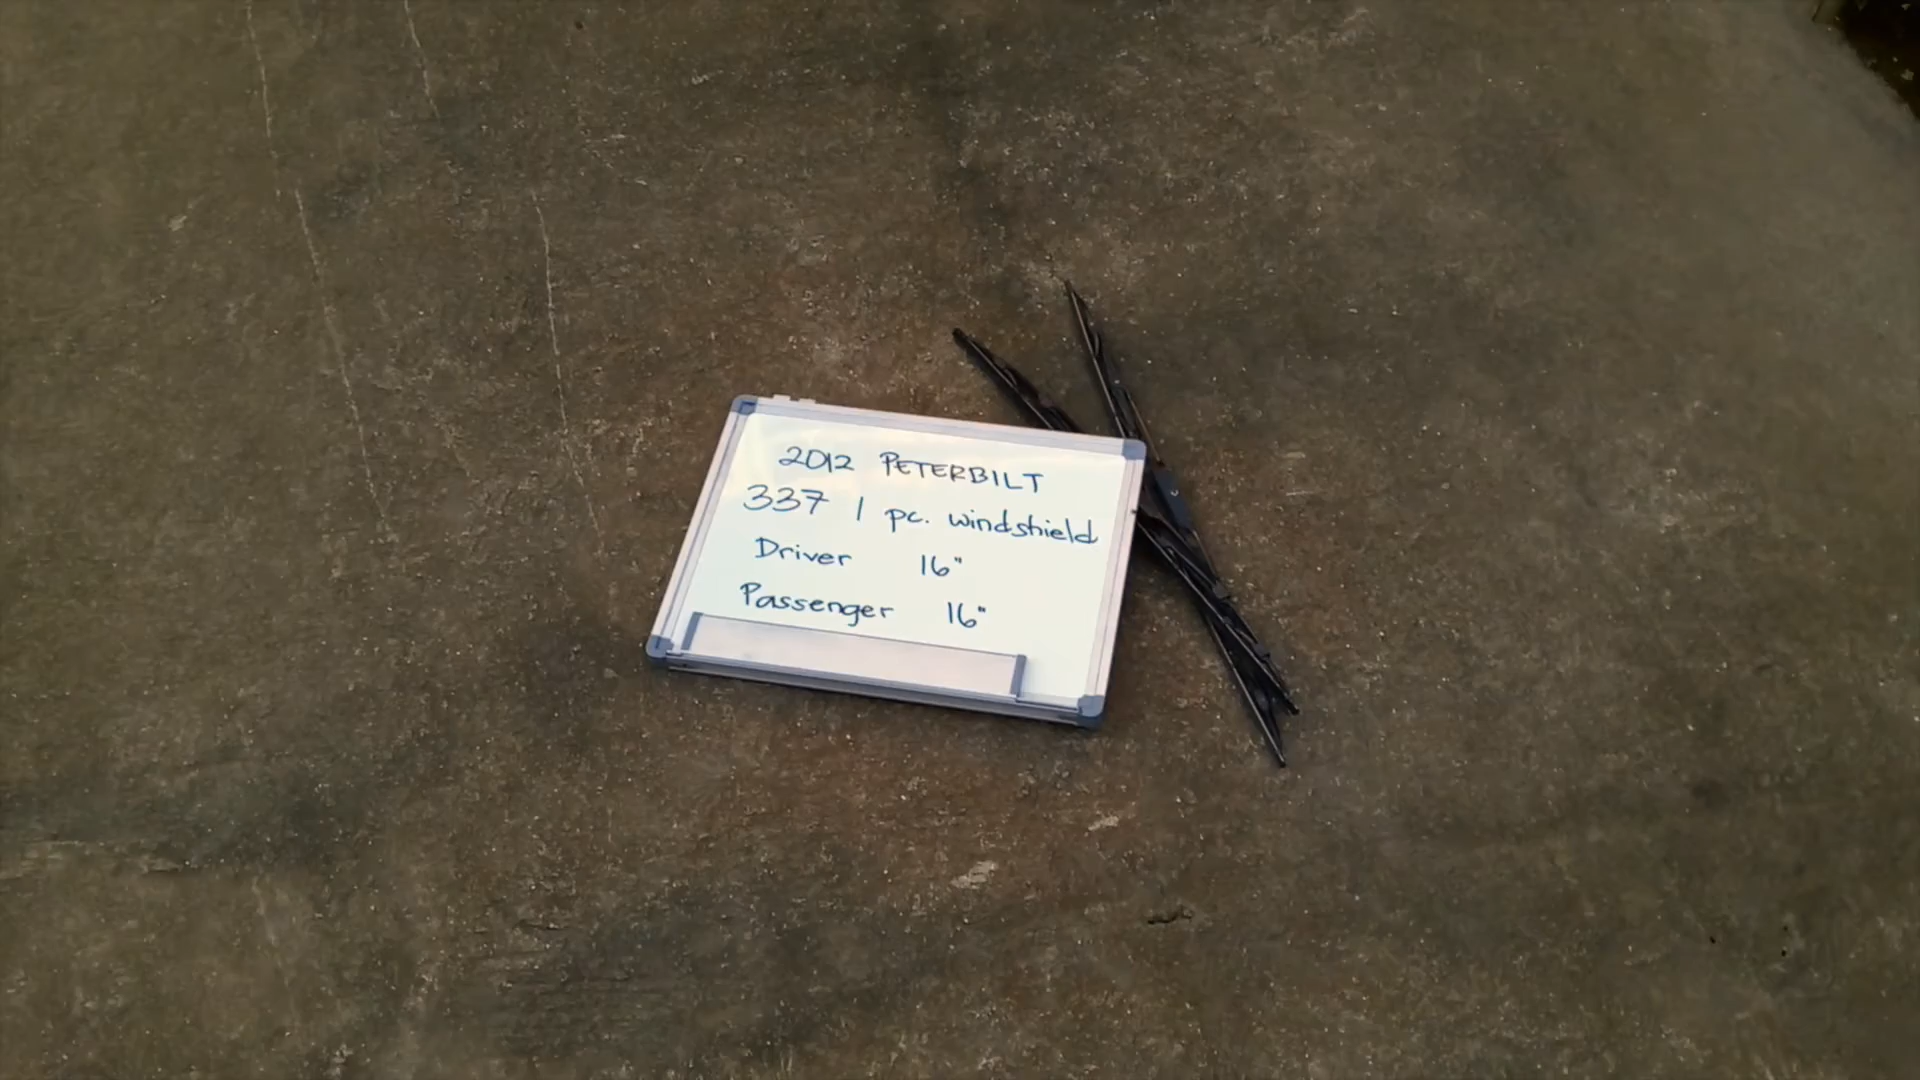 2012 PETERBILT
337 1 pc. windshield
Driver 16"
Passenger 16"